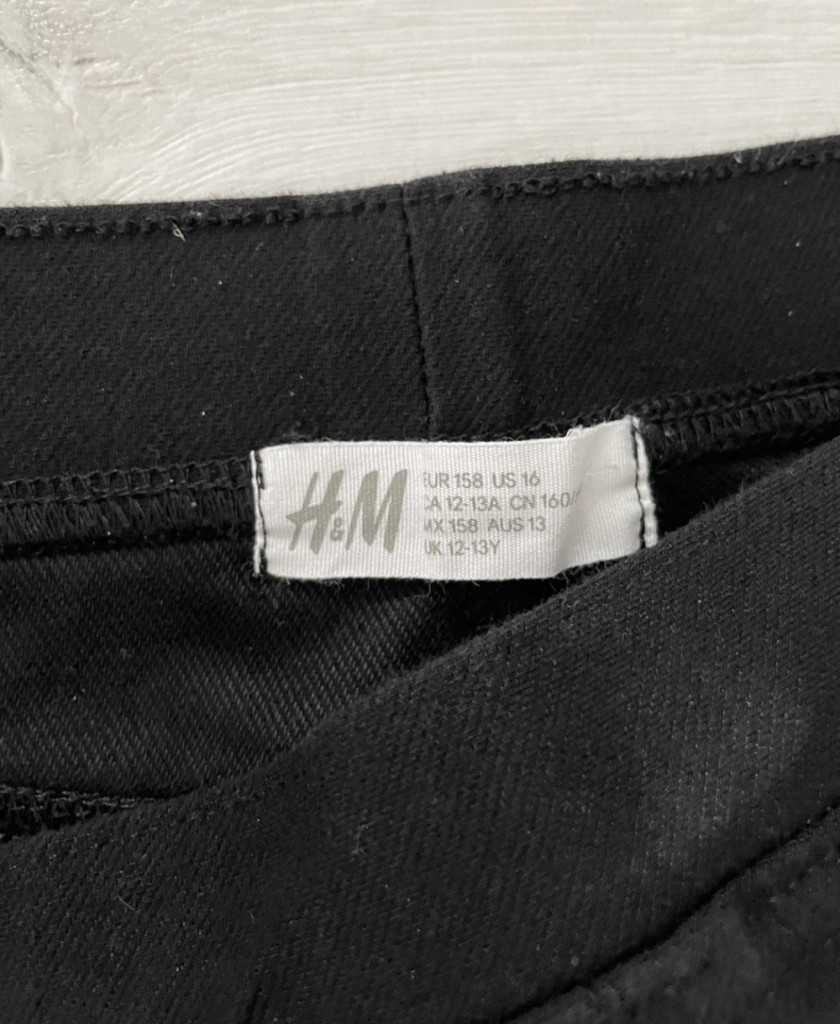 H&M
EUR 158 US 16
CA 12-13A CN 160/
MX 158 AUS 13
UK 12-13Y